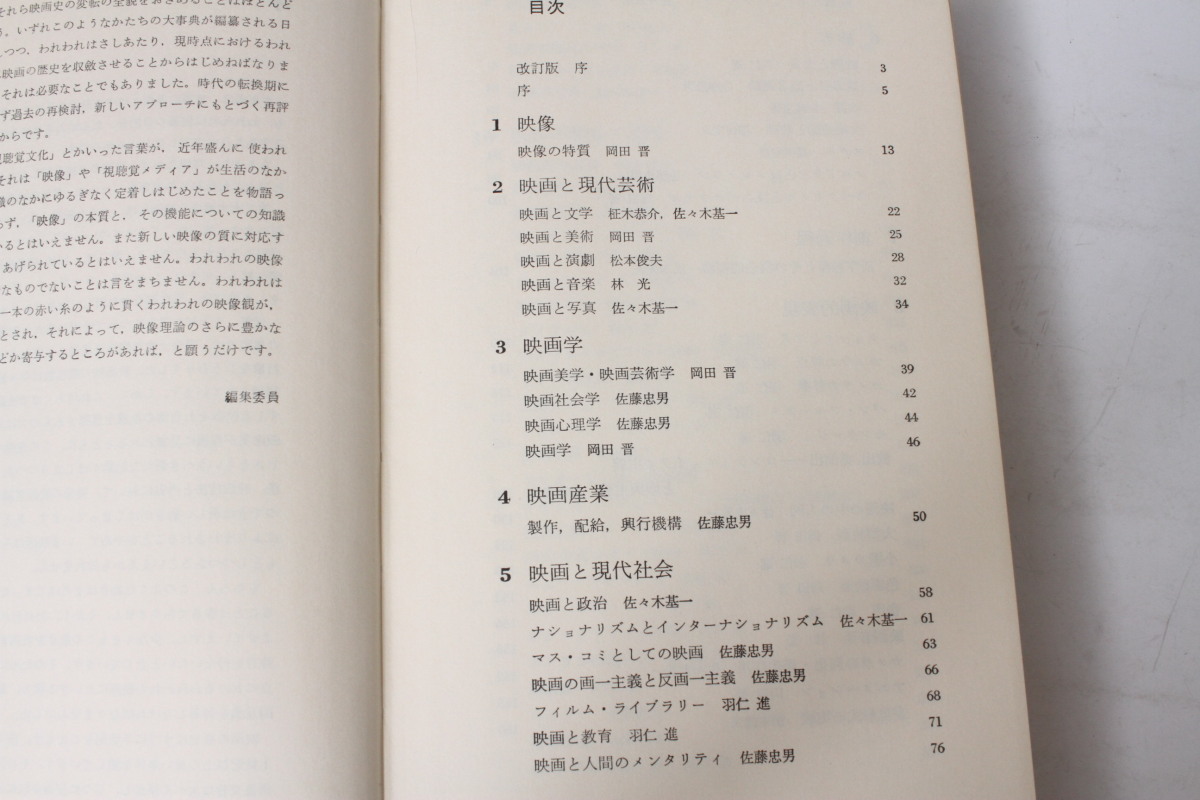 それら映画史の変転の全貌をおさめることはほとんど
う，いずれこのようなかたちの大事典が編纂される日
しつつ，われわれはさしあたり，現時点におけるわれ
映画の歴史を収斂させることからはじめねばなりま
それは必要なことでもありました。時代の転換期に
ず過去の再検討，新しいアプローチにもとづく再評
からです。
視聴覚文化」とかいった言葉が，近年盛んに使われ
それは「映像」や「視聴覚メディア」が生活のなか
識のなかにゆるぎなく定着しはじめたことを物語っ
らず，「映像」の本質と，その機能についての知識
いるとはいえません。また新しい映像の質に対応す
あげられているとはいえません。われわれの映像
なものでないことは言をまちません。われわれは
一本の赤い糸のように貫くわれわれの映像観が，
とされ，それによって，映像理論のさらに豊かな
どか寄与するところがあれば，と願うだけです。
編集委員
目次
改訂版 序 3
序 5
1 映像
映像の特質 岡田 晋 13
2 映画と現代芸術
映画と文学 柾木恭介，佐々木基一 22
映画と美術 岡田 晋 25
映画と演劇 松本俊夫 28
映画と音楽 林 光 32
映画と写真 佐々木基一 34
3 映画学
映画美学・映画芸術学 岡田 晋 39
映画社会学 佐藤忠男 42
映画心理学 佐藤忠男 44
映画学 岡田 晋 46
4 映画産業
製作，配給，興行機構 佐藤忠男 50
5 映画と現代社会
映画と政治 佐々木基一 58
ナショナリズムとインターナショナリズム 佐々木基一 61
マス・コミとしての映画 佐藤忠男 63
映画の画一主義と反画一主義 佐藤忠男 66
フィルム・ライブラリー 羽仁 進 68
映画と教育 羽仁 進 71
映画と人間のメンタリティ 佐藤忠男 76